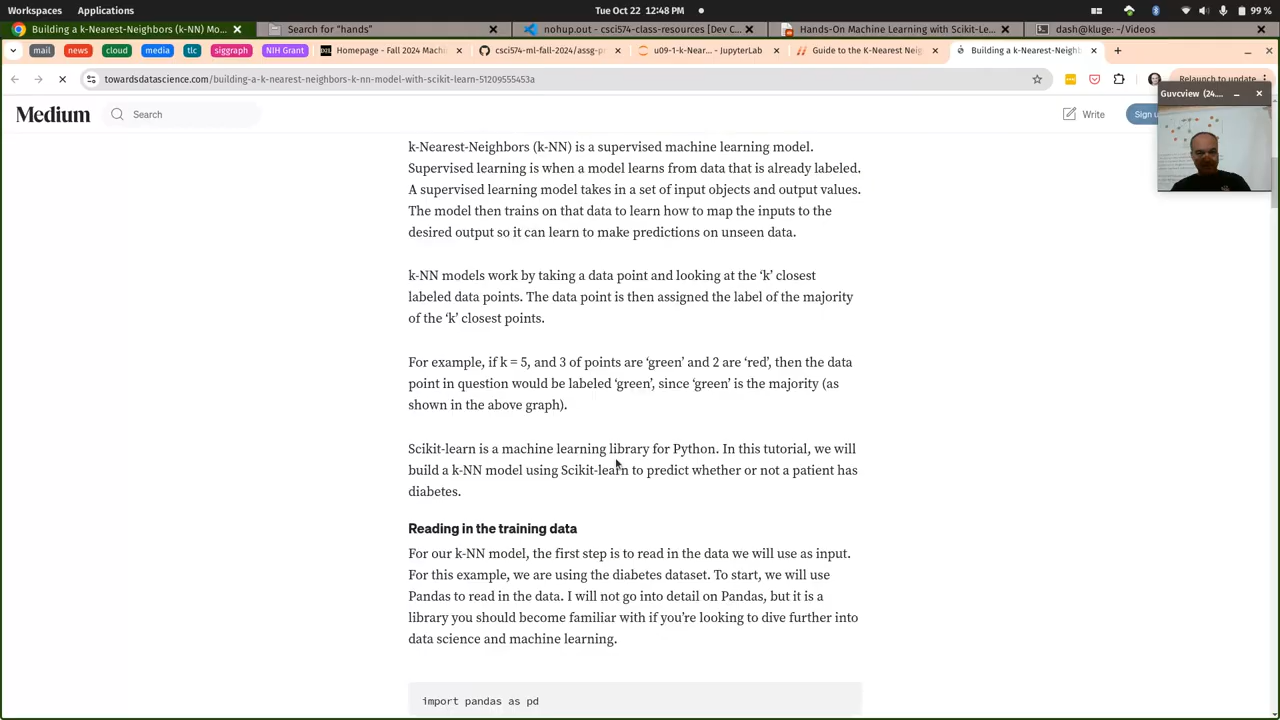 Workspaces Applications Tue Oct 22 12:48 PM 99 %
Building a k-Nearest-Neighbors (k-NN) Mo... Search for “hands” nohup.out - csci574-class-resources [Dev C... Hands-On Machine Learning with Scikit-Le... dash@kluge: ~/Videos
mail news cloud media tlc siggraph NIH Grant Homepage - Fall 2024 Machi csci574-ml-fall-2024/assg-p u09-1-k-Near... - JupyterLab Guide to the K-Nearest Neig Building a k-Nearest-Neighb
towardsdatascience.com/building-a-k-nearest-neighbors-k-nn-model-with-scikit-learn-51209555453a Relaunch to update
Guvcview (24....
Medium Search Write Sign u
k-Nearest-Neighbors (k-NN) is a supervised machine learning model.
Supervised learning is when a model learns from data that is already labeled.
A supervised learning model takes in a set of input objects and output values.
The model then trains on that data to learn how to map the inputs to the
desired output so it can learn to make predictions on unseen data.
k-NN models work by taking a data point and looking at the ‘k’ closest
labeled data points. The data point is then assigned the label of the majority
of the ‘k’ closest points.
For example, if k = 5, and 3 of points are ‘green’ and 2 are ‘red’, then the data
point in question would be labeled ‘green’, since ‘green’ is the majority (as
shown in the above graph).
Scikit-learn is a machine learning library for Python. In this tutorial, we will
build a k-NN model using Scikit-learn to predict whether or not a patient has
diabetes.
Reading in the training data
For our k-NN model, the first step is to read in the data we will use as input.
For this example, we are using the diabetes dataset. To start, we will use
Pandas to read in the data. I will not go into detail on Pandas, but it is a
library you should become familiar with if you’re looking to dive further into
data science and machine learning.
import pandas as pd